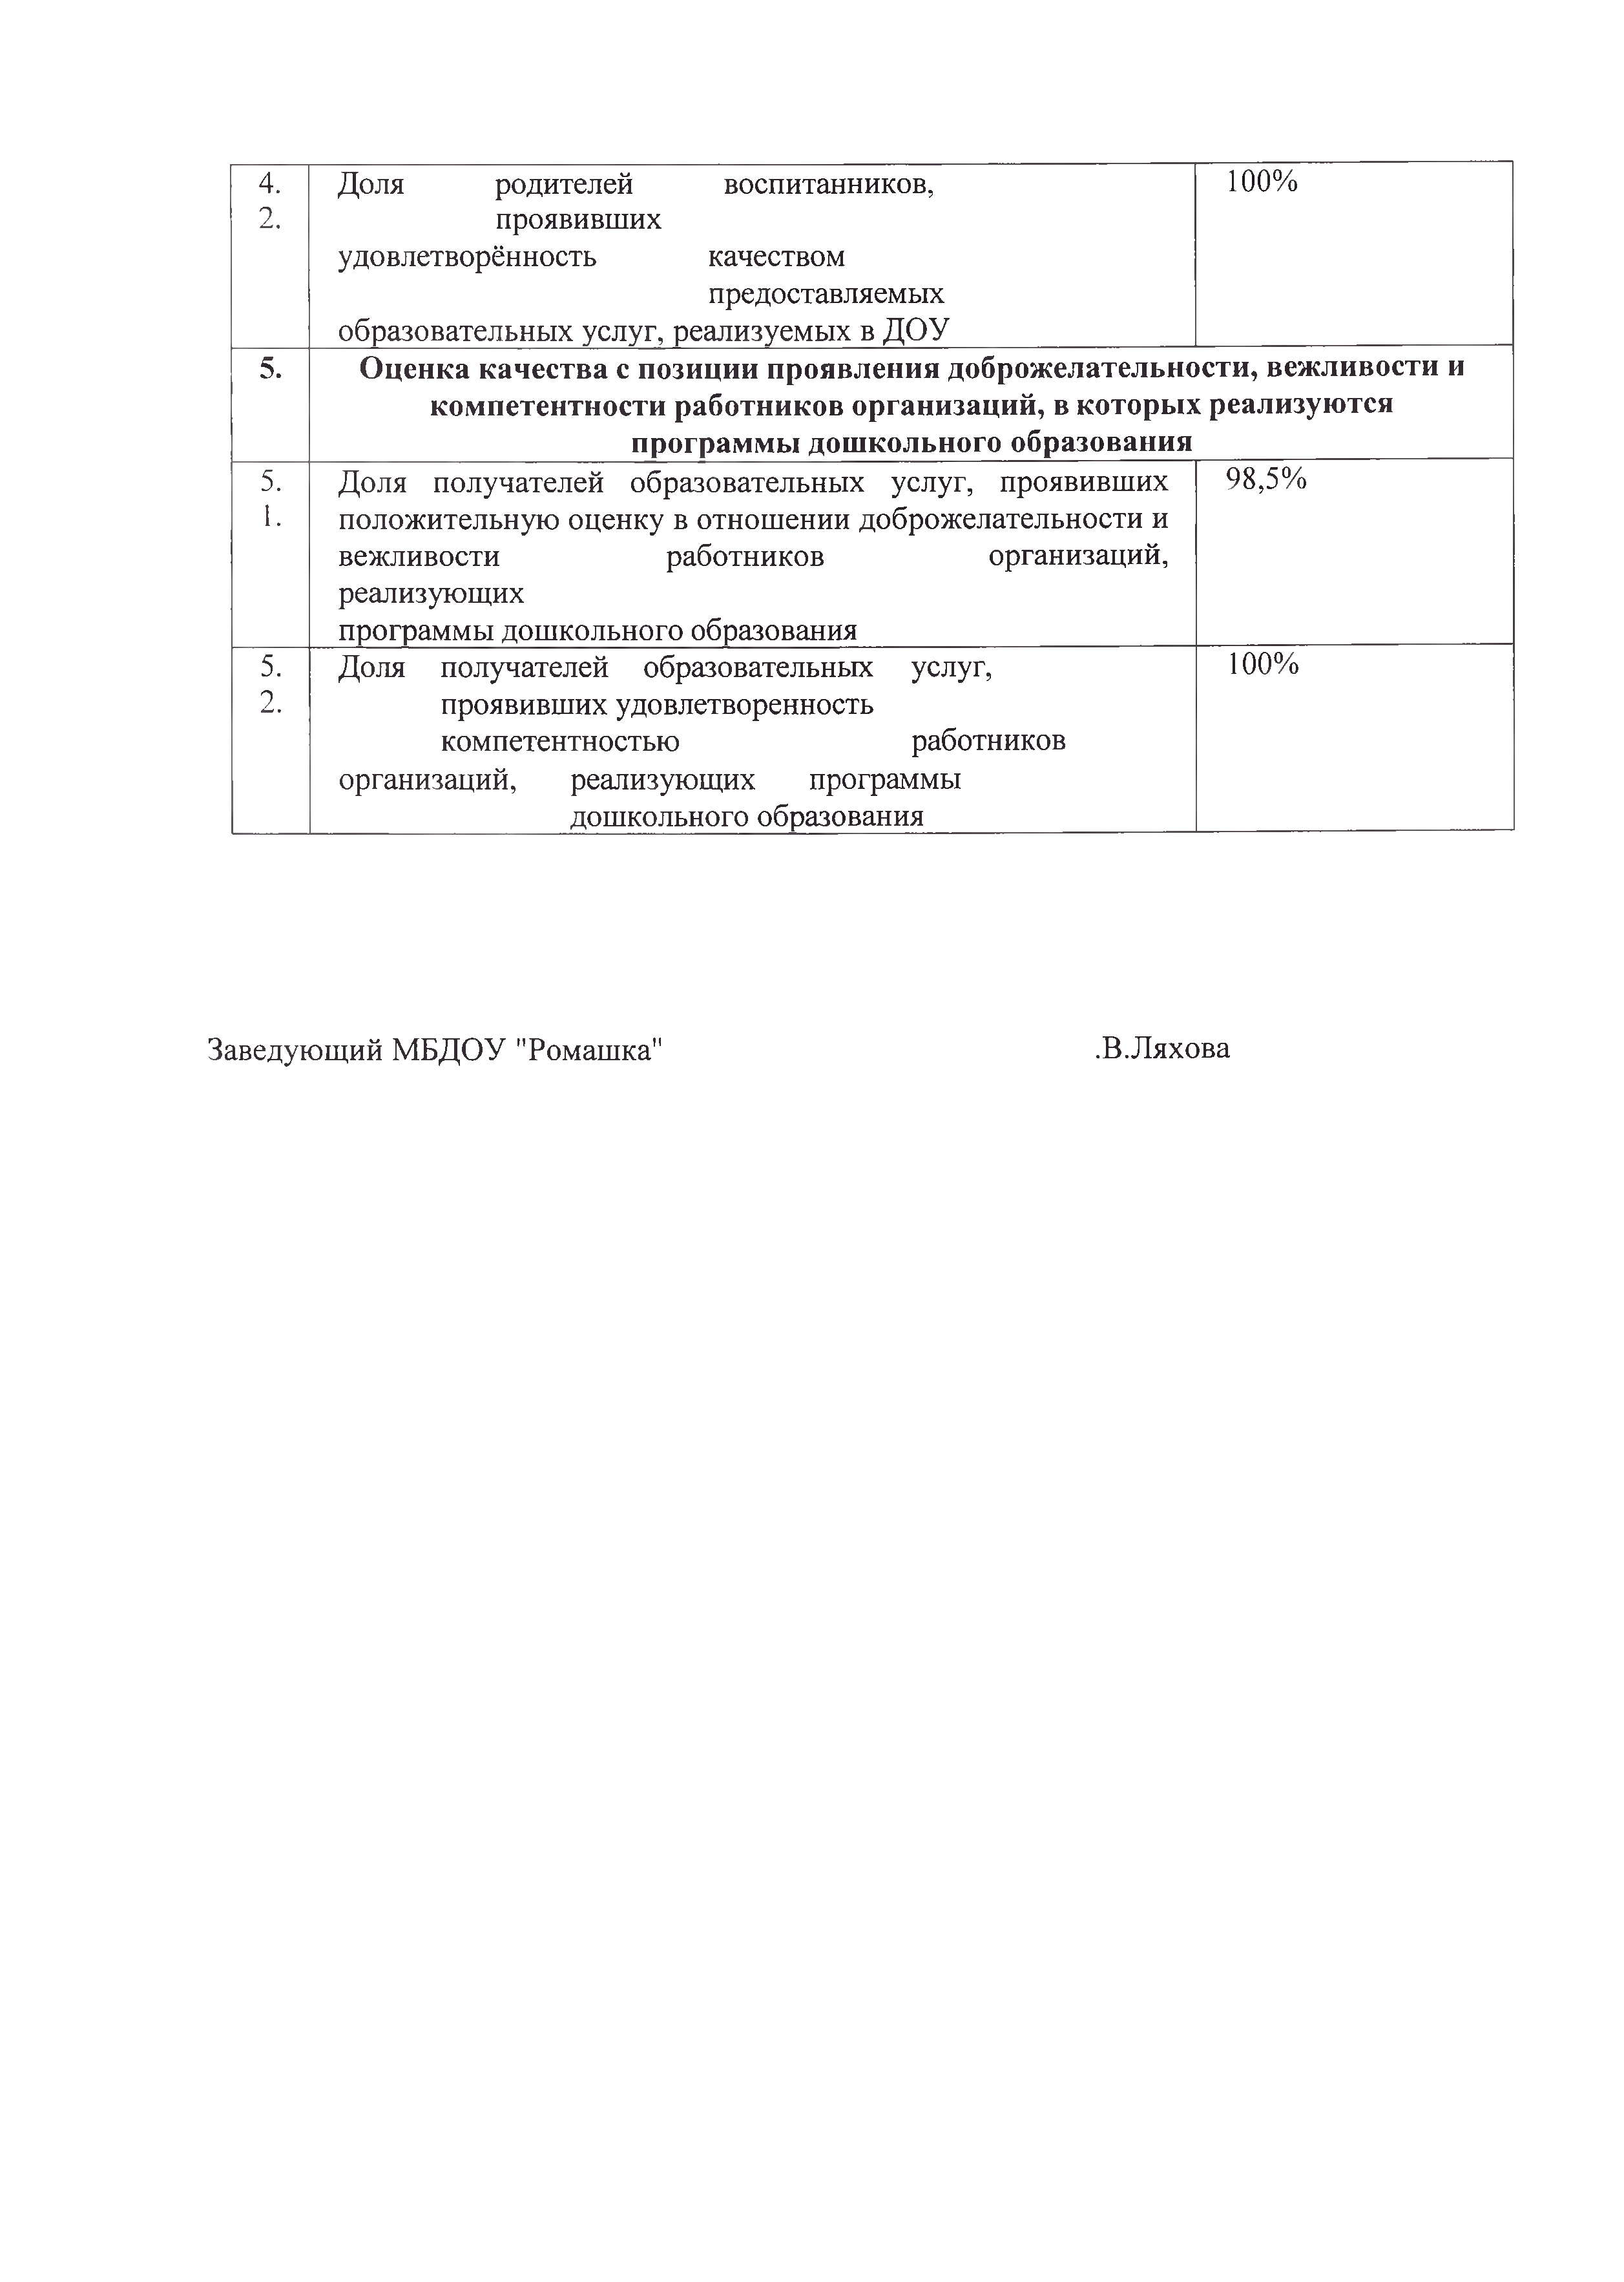 4. Доля родителей воспитанников, 100%
2. проявивших
удовлетворённость качеством
предоставляемых
образовательных услуг, реализуемых в ДОУ
5. Оценка качества с позиции проявления доброжелательности, вежливости и
компетентности работников организаций, в которых реализуются
программы дошкольного образования
5. Доля получателей образовательных услуг, проявивших 98,5%
1. положительную оценку в отношении доброжелательности и
вежливости работников организаций,
реализующих
программы дошкольного образования
5. Доля получателей образовательных услуг, 100%
2. проявивших удовлетворенность
компетентностью работников
организаций, реализующих программы
дошкольного образования
Заведующий МБДОУ "Ромашка" .В.Ляхова